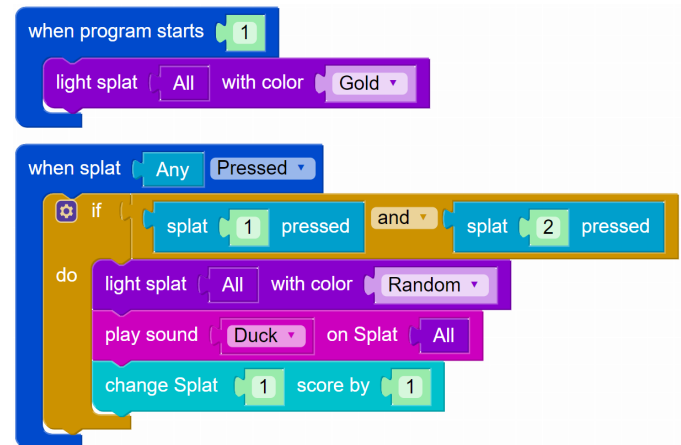 when program starts 1
light splat All with color Gold
when splat Any Pressed
if splat 1 pressed and splat 2 pressed
do light splat All with color Random
play sound Duck on Splat All
change Splat 1 score by 1